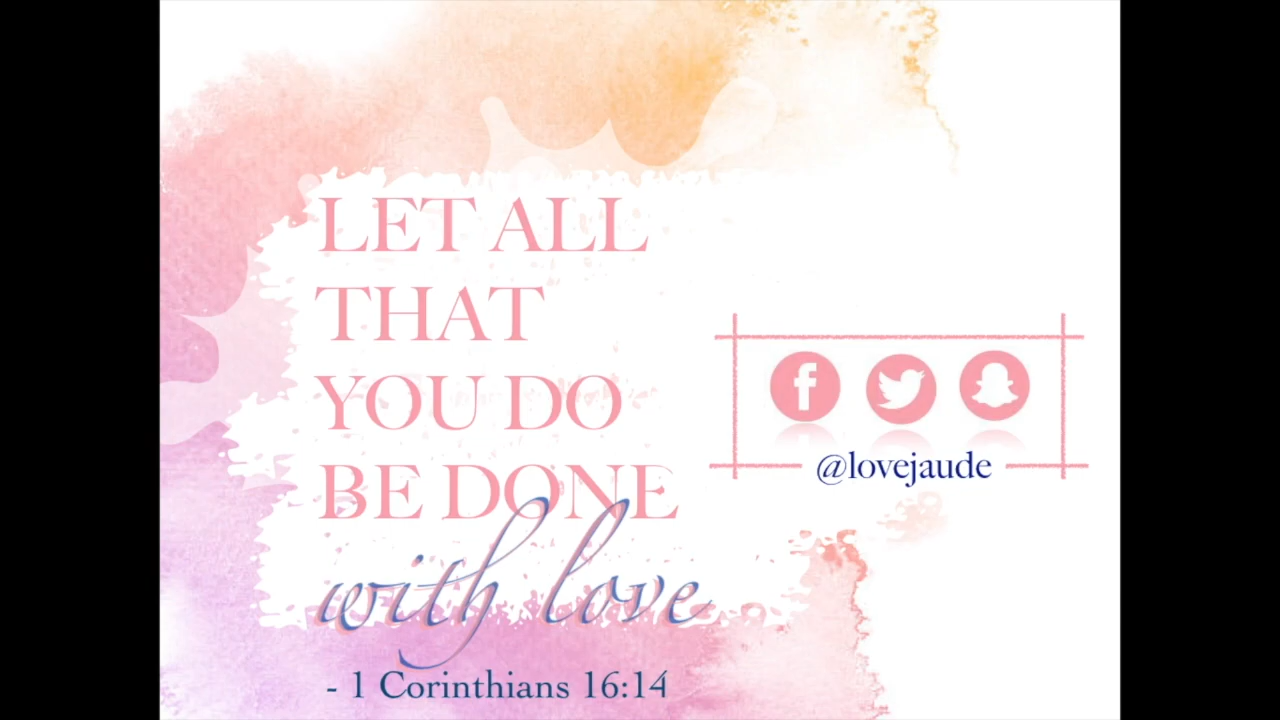 LET ALL
THAT
YOU DO
BE DONE
with love
- 1 Corinthians 16:14
@lovejaude